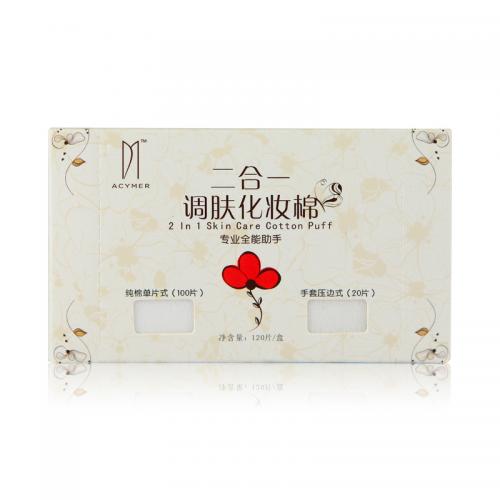 TM
ACYMER
二合一
调肤化妆棉
2 In 1 Skin Care Cotton Puff
专业全能助手
纯棉单片式（100片）
手套压边式（20片）
净含量：120片/盒